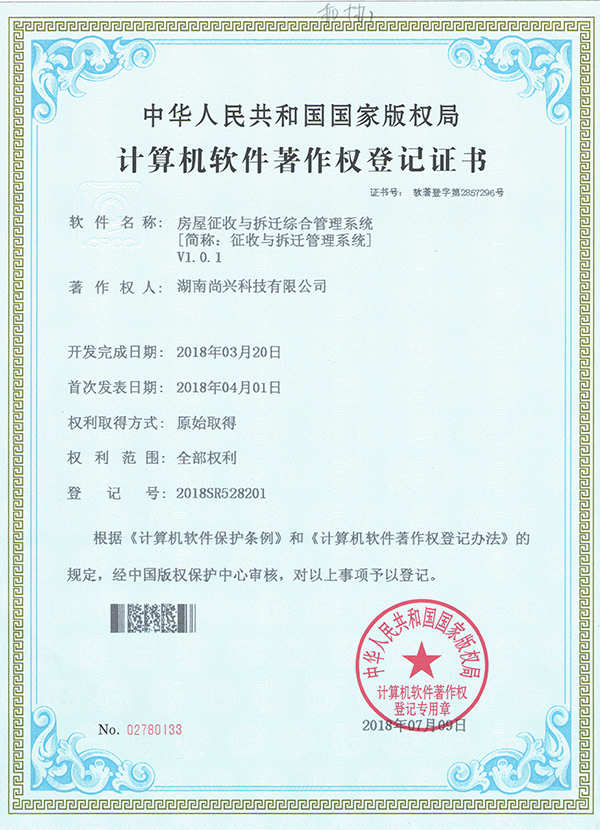 中华人民共和国国家版权局
计算机软件著作权登记证书
证书号： 软著登字第2857296号
软件名称： 房屋征收与拆迁综合管理系统
[简称：征收与拆迁管理系统]
V1.0.1
著作权人： 湖南尚兴科技有限公司
开发完成日期： 2018年03月20日
首次发表日期： 2018年04月01日
权利取得方式： 原始取得
权利范围： 全部权利
登记号： 2018SR528201
根据《计算机软件保护条例》和《计算机软件著作权登记办法》的
规定，经中国版权保护中心审核，对以上事项予以登记。
中华人民共和国国家版权局
计算机软件著作权
登记专用章
No. 02780133
2018年07月09日